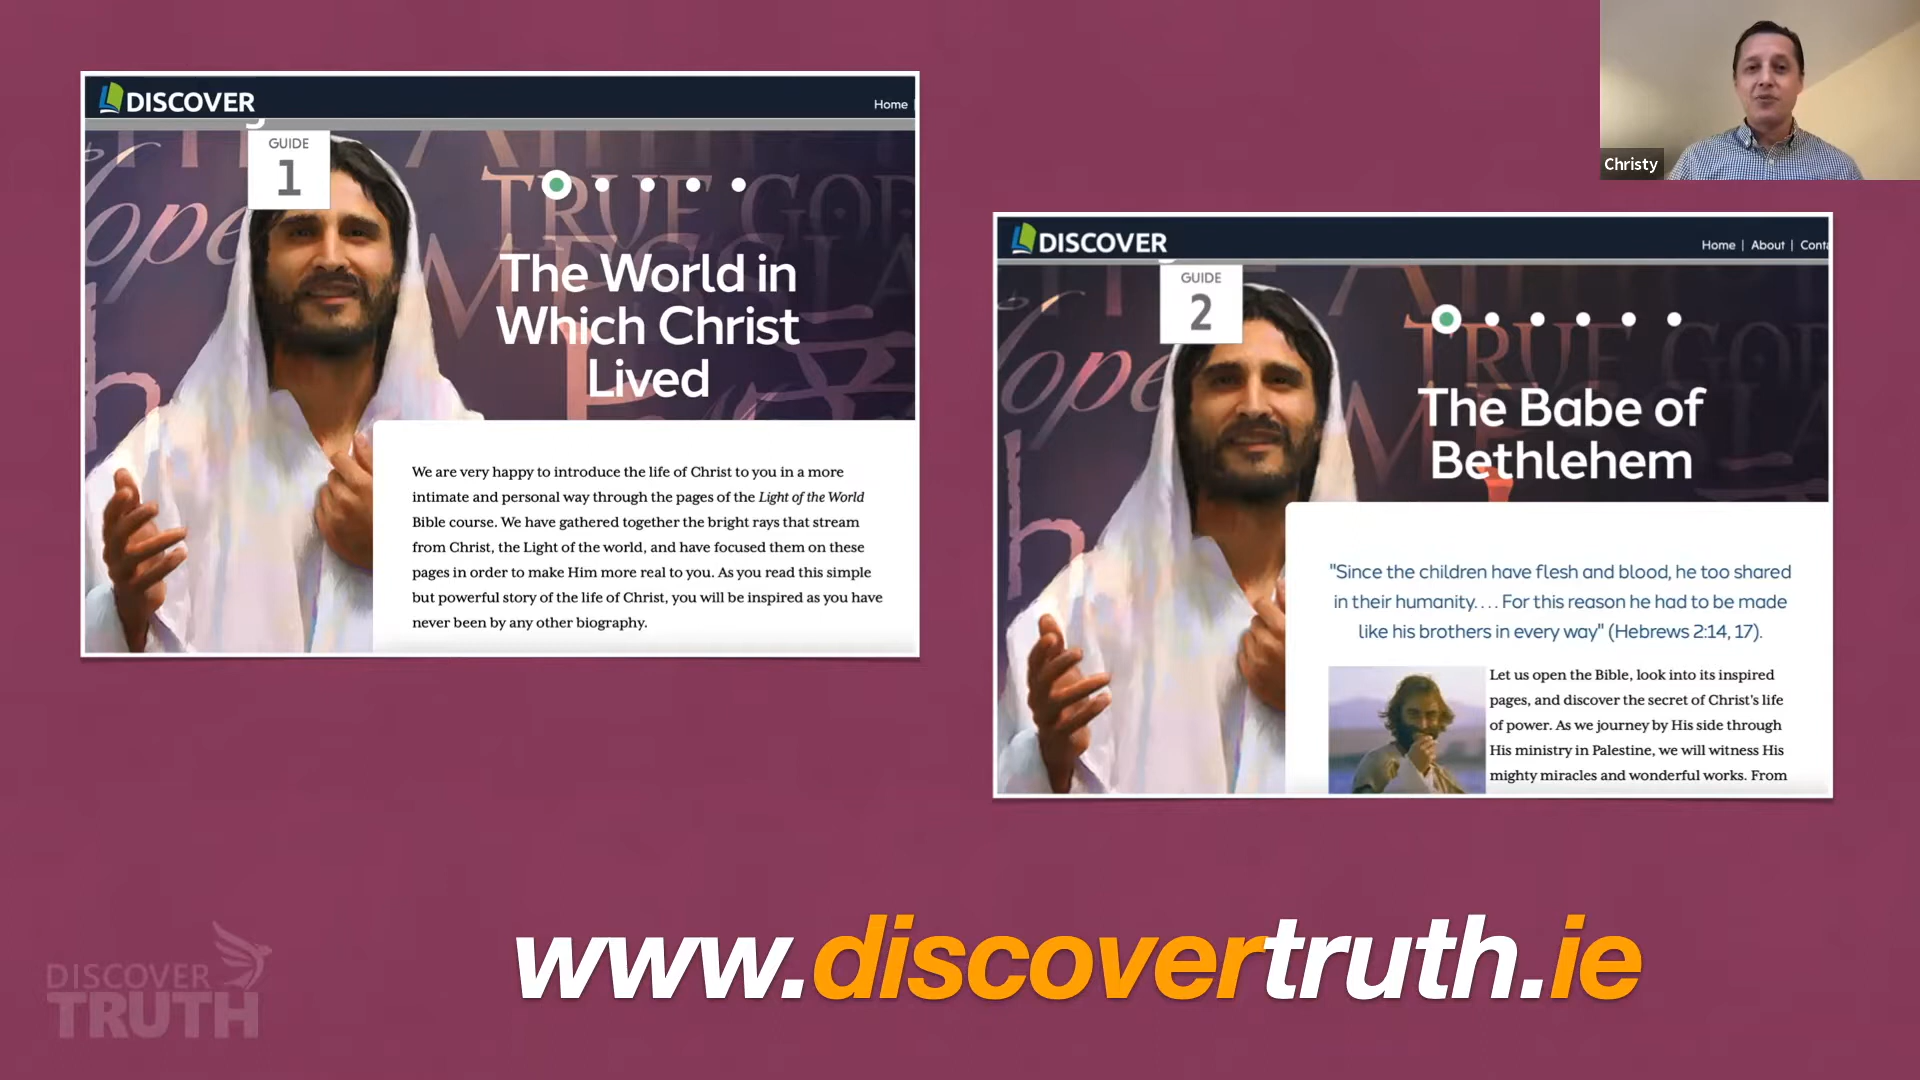 DISCOVER
Home
GUIDE
1
The World in
Which Christ
Lived
We are very happy to introduce the life of Christ to you in a more
intimate and personal way through the pages of the Light of the World
Bible course. We have gathered together the bright rays that stream
from Christ, the Light of the world, and have focused them on these
pages in order to make Him more real to you. As you read this simple
but powerful story of the life of Christ, you will be inspired as you have
never been by any other biography.
Christy
DISCOVER
Home | About | Conta
GUIDE
2
The Babe of
Bethlehem
"Since the children have flesh and blood, he too shared
in their humanity. . . . For this reason he had to be made
like his brothers in every way" (Hebrews 2:14, 17).
Let us open the Bible, look into its inspired
pages, and discover the secret of Christ's life
of power. As we journey by His side through
His ministry in Palestine, we will witness His
mighty miracles and wonderful works. From
DISCOVER
TRUTH
www.discovertruth.ie